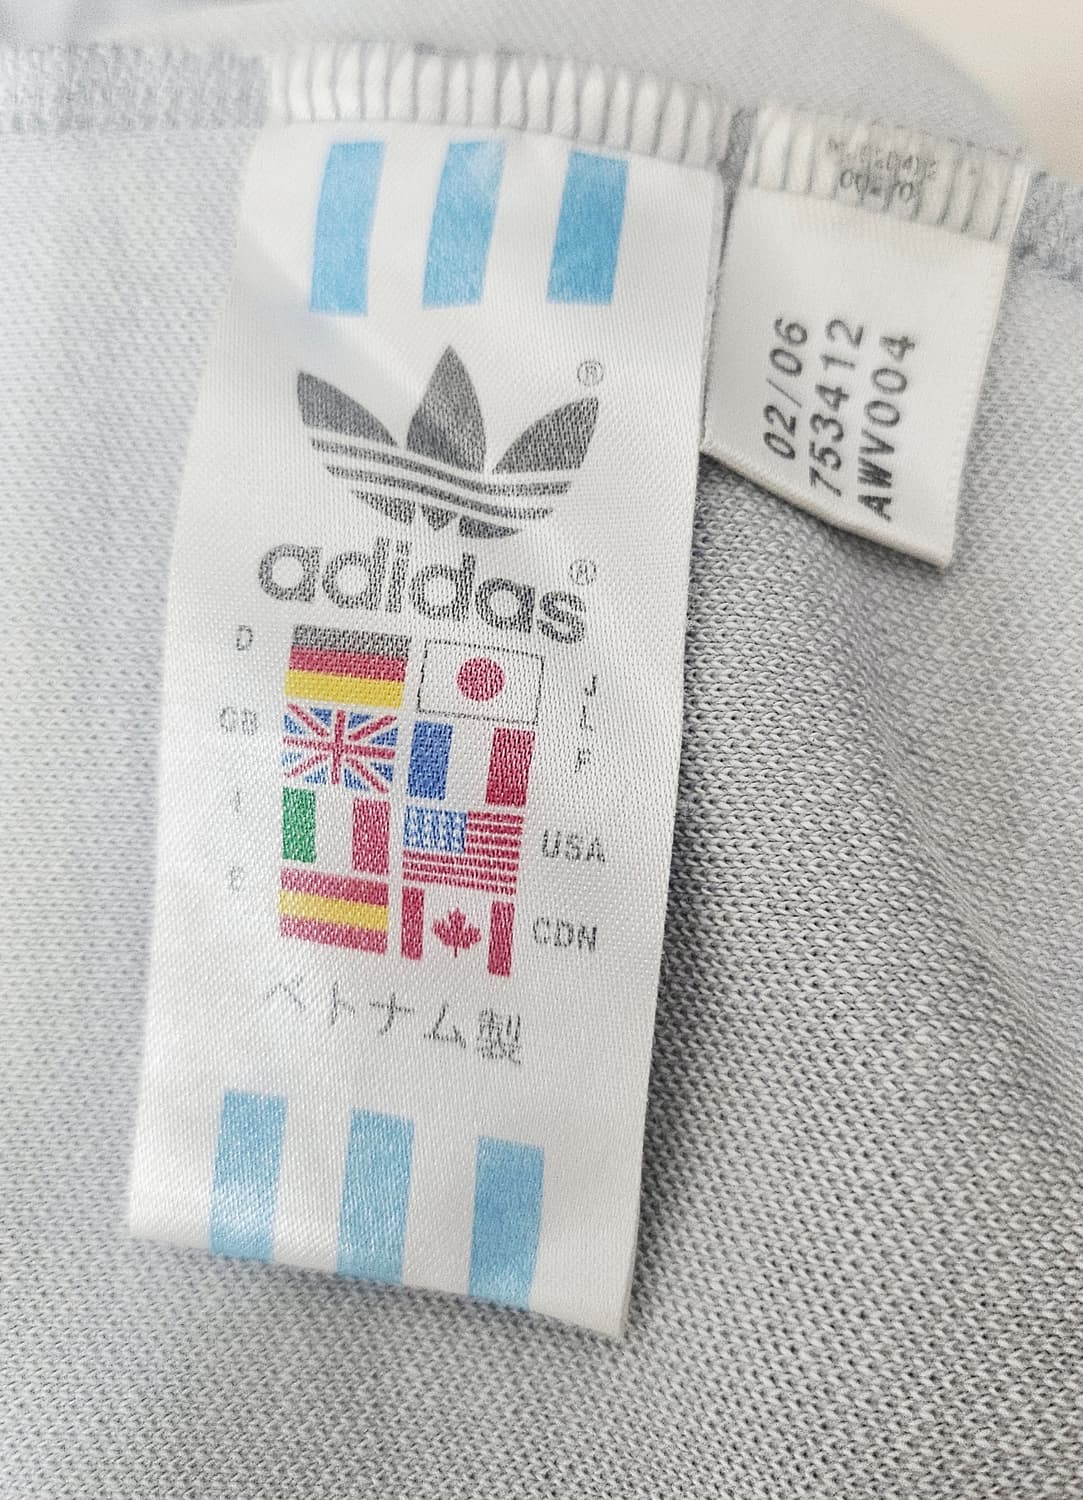 ®
adidas®
D
J
GB
F
I
USA
E
CDN
ベトナム製
02/06
753412
AWV004